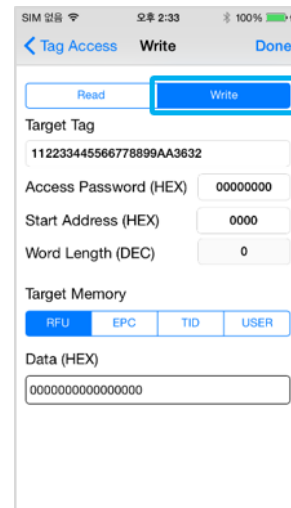 SIM 없음 오후 2:33 100%
Tag Access Write Done
Read Write
Target Tag
112233445566778899AA3632
Access Password (HEX) 00000000
Start Address (HEX) 0000
Word Length (DEC) 0
Target Memory
RFU EPC TID USER
Data (HEX)
0000000000000000